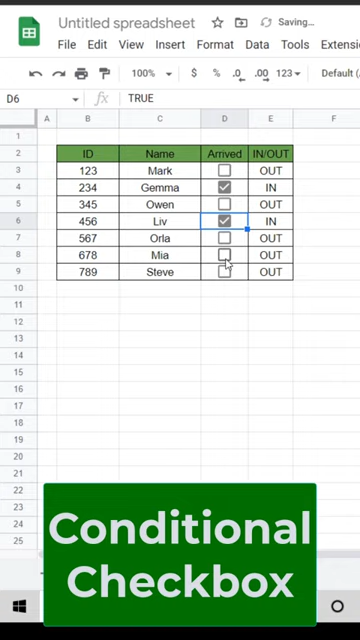 Untitled spreadsheet Saving...
File Edit View Insert Format Data Tools Extensi
100% $ % .0 .00 123 Default (
D6 fx TRUE
A B C D E F
1
2 ID Name Arrived IN/OUT
3 123 Mark OUT
4 234 Gemma IN
5 345 Owen OUT
6 456 Liv IN
7 567 Orla OUT
8 678 Mia OUT
9 789 Steve OUT
10
11
12
13
14
15
16
17
18
19
20
21
22
23
24
25
Conditional
Checkbox